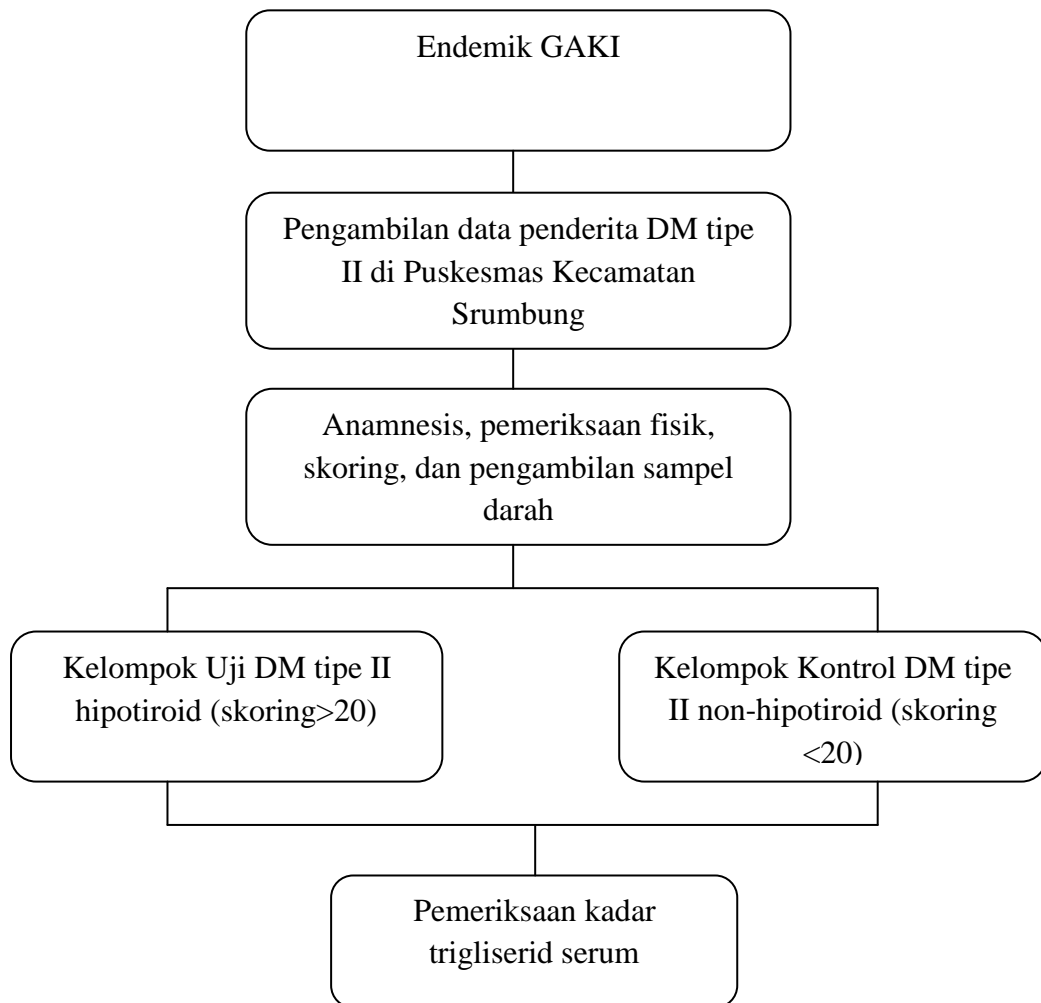 Endemik GAKI
Pengambilan data penderita DM tipe
II di Puskesmas Kecamatan
Srumbung
Anamnesis, pemeriksaan fisik,
skoring, dan pengambilan sampel
darah
Kelompok Uji DM tipe II
hipotiroid (skoring>20)
Kelompok Kontrol DM tipe
II non-hipotiroid (skoring
<20)
Pemeriksaan kadar
trigliserid serum